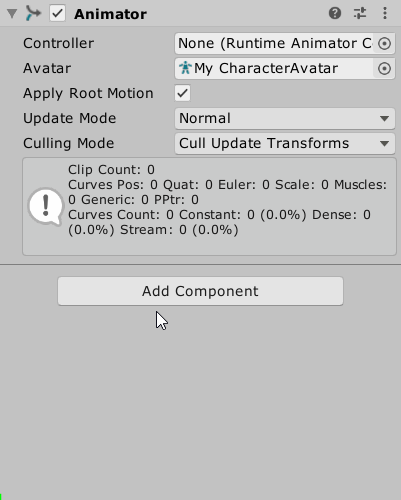 Animator
Controller None (Runtime Animator C
Avatar My CharacterAvatar
Apply Root Motion
Update Mode Normal
Culling Mode Cull Update Transforms
Clip Count: 0
Curves Pos: 0 Quat: 0 Euler: 0 Scale: 0 Muscles:
0 Generic: 0 PPtr: 0
Curves Count: 0 Constant: 0 (0.0%) Dense: 0
(0.0%) Stream: 0 (0.0%)
Add Component